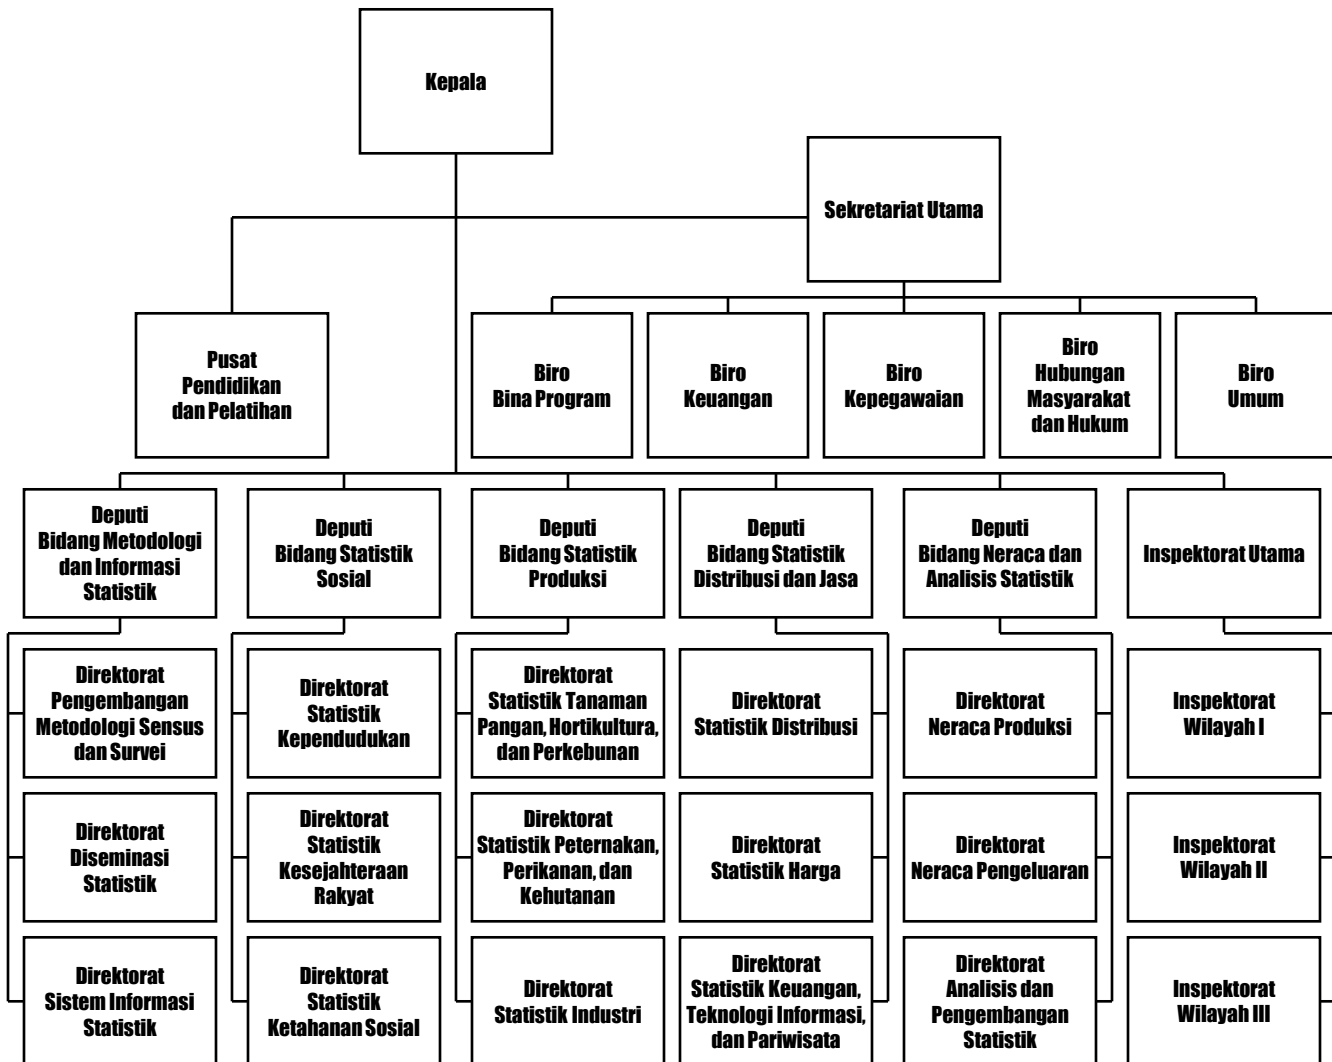 Kepala
Sekretariat Utama
Pusat
Pendidikan
dan Pelatihan
Biro
Bina Program
Biro
Keuangan
Biro
Kepegawaian
Biro
Hubungan
Masyarakat
dan Hukum
Biro
Umum
Deputi
Bidang Metodologi
dan Informasi
Statistik
Deputi
Bidang Statistik
Sosial
Deputi
Bidang Statistik
Produksi
Deputi
Bidang Statistik
Distribusi dan Jasa
Deputi
Bidang Neraca dan
Analisis Statistik
Inspektorat Utama
Direktorat
Pengembangan
Metodologi Sensus
dan Survei
Direktorat
Statistik
Kependudukan
Direktorat
Statistik Tanaman
Pangan, Hortikultura,
dan Perkebunan
Direktorat
Statistik Distribusi
Direktorat
Neraca Produksi
Inspektorat
Wilayah I
Direktorat
Diseminasi
Statistik
Direktorat
Statistik
Kesejahteraan
Rakyat
Direktorat
Statistik Peternakan,
Perikanan, dan
Kehutanan
Direktorat
Statistik Harga
Direktorat
Neraca Pengeluaran
Inspektorat
Wilayah II
Direktorat
Sistem Informasi
Statistik
Direktorat
Statistik
Ketahanan Sosial
Direktorat
Statistik Industri
Direktorat
Statistik Keuangan,
Teknologi Informasi,
dan Pariwisata
Direktorat
Analisis dan
Pengembangan
Statistik
Inspektorat
Wilayah III